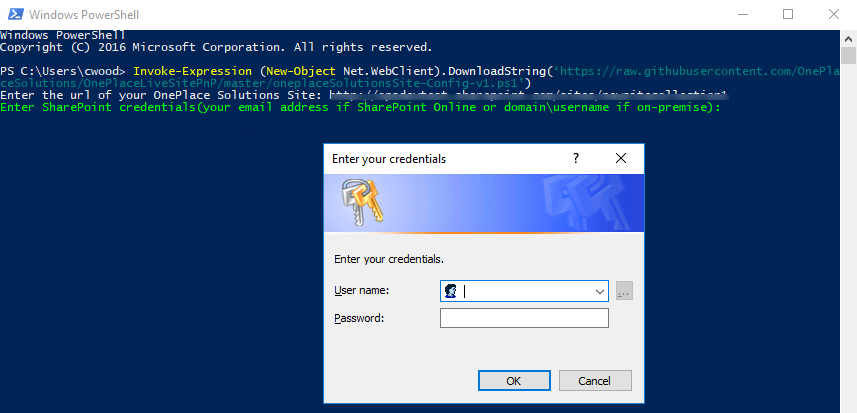 Windows PowerShell
Windows PowerShell
Copyright (C) 2016 Microsoft Corporation. All rights reserved.
PS C:\Users\cwood> Invoke-Expression (New-Object Net.WebClient).DownloadString('https://raw.githubusercontent.com/OnePla
ceSolutions/OnePlaceLiveSitePnP/master/oneplaceSolutionsSite-Config-v1.ps1')
Enter the url of your OnePlace Solutions Site:
Enter SharePoint credentials(your email address if SharePoint Online or domain\username if on-premise):
Enter your credentials
Enter your credentials.
User name:
...
Password:
OK
Cancel